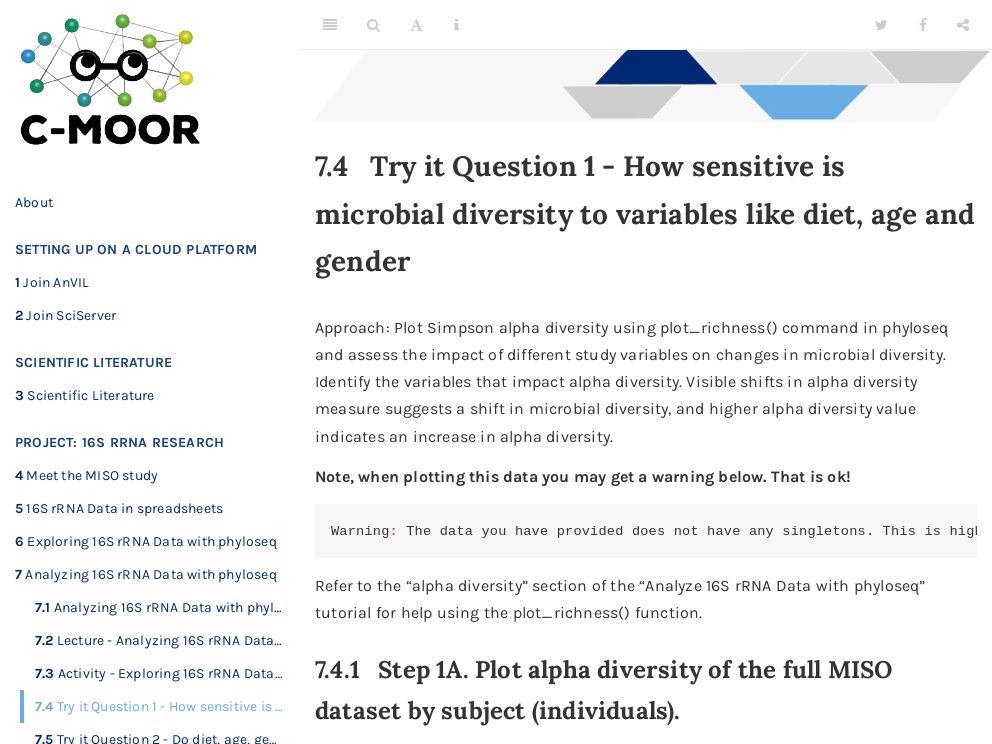 C-MOOR
About
SETTING UP ON A CLOUD PLATFORM
1 Join AnVIL
2 Join SciServer
SCIENTIFIC LITERATURE
3 Scientific Literature
PROJECT: 16S RRNA RESEARCH
4 Meet the MISO study
5 16S rRNA Data in spreadsheets
6 Exploring 16S rRNA Data with phyloseq
7 Analyzing 16S rRNA Data with phyloseq
7.1 Analyzing 16S rRNA Data with phyl…
7.2 Lecture - Analyzing 16S rRNA Data…
7.3 Activity - Exploring 16S rRNA Data…
7.4 Try it Question 1 - How sensitive is …
7.5 Try it Question 2 - Do diet, age, ge…
A
i
7.4 Try it Question 1 - How sensitive is
microbial diversity to variables like diet, age and
gender
Approach: Plot Simpson alpha diversity using plot_richness() command in phyloseq
and assess the impact of different study variables on changes in microbial diversity.
Identify the variables that impact alpha diversity. Visible shifts in alpha diversity
measure suggests a shift in microbial diversity, and higher alpha diversity value
indicates an increase in alpha diversity.
Note, when plotting this data you may get a warning below. That is ok!
Warning: The data you have provided does not have any singletons. This is high
Refer to the “alpha diversity” section of the “Analyze 16S rRNA Data with phyloseq”
tutorial for help using the plot_richness() function.
7.4.1 Step 1A. Plot alpha diversity of the full MISO
dataset by subject (individuals).